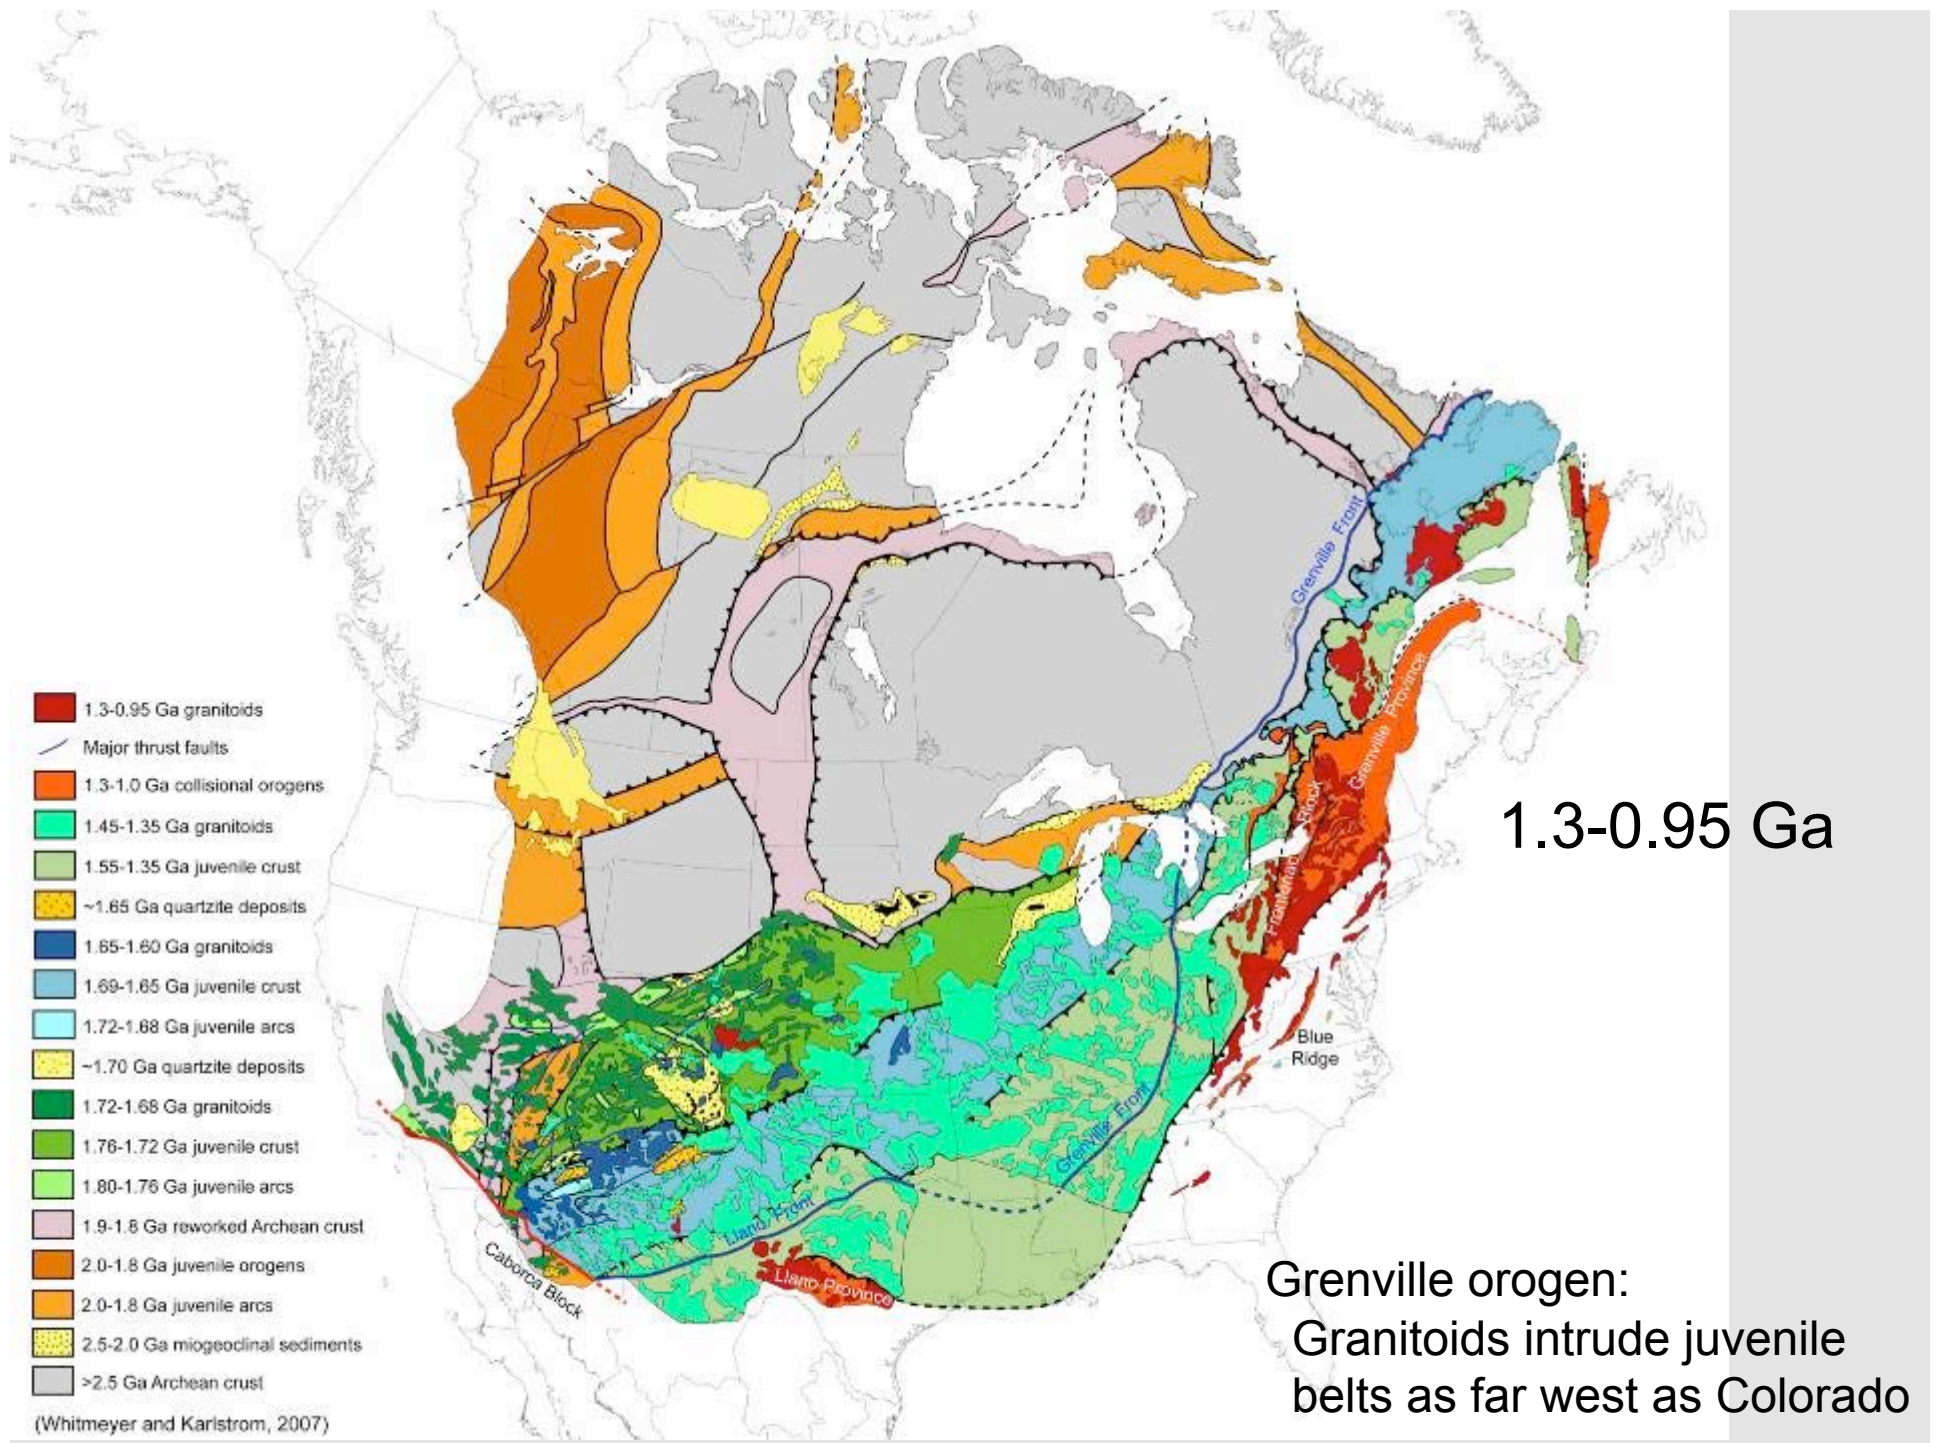 1.3-0.95 Ga granitoids
Major thrust faults
1.3-1.0 Ga collisional orogens
1.45-1.35 Ga granitoids
1.55-1.35 Ga juvenile crust
~1.65 Ga quartzite deposits
1.65-1.60 Ga granitoids
1.69-1.65 Ga juvenile crust
1.72-1.68 Ga juvenile arcs
~1.70 Ga quartzite deposits
1.72-1.68 Ga granitoids
1.76-1.72 Ga juvenile crust
1.80-1.76 Ga juvenile arcs
1.9-1.8 Ga reworked Archean crust
2.0-1.8 Ga juvenile orogens
2.0-1.8 Ga juvenile arcs
2.5-2.0 Ga miogeoclinal sediments
>2.5 Ga Archean crust
(Whitmeyer and Karlstrom, 2007)
Grenville Front
Grenville Province
Frontenac Block
Blue
Ridge
Grenville Front
Llano Front
Llano Province
Caborca Block
1.3-0.95 Ga
Grenville orogen:
Granitoids intrude juvenile
belts as far west as Colorado